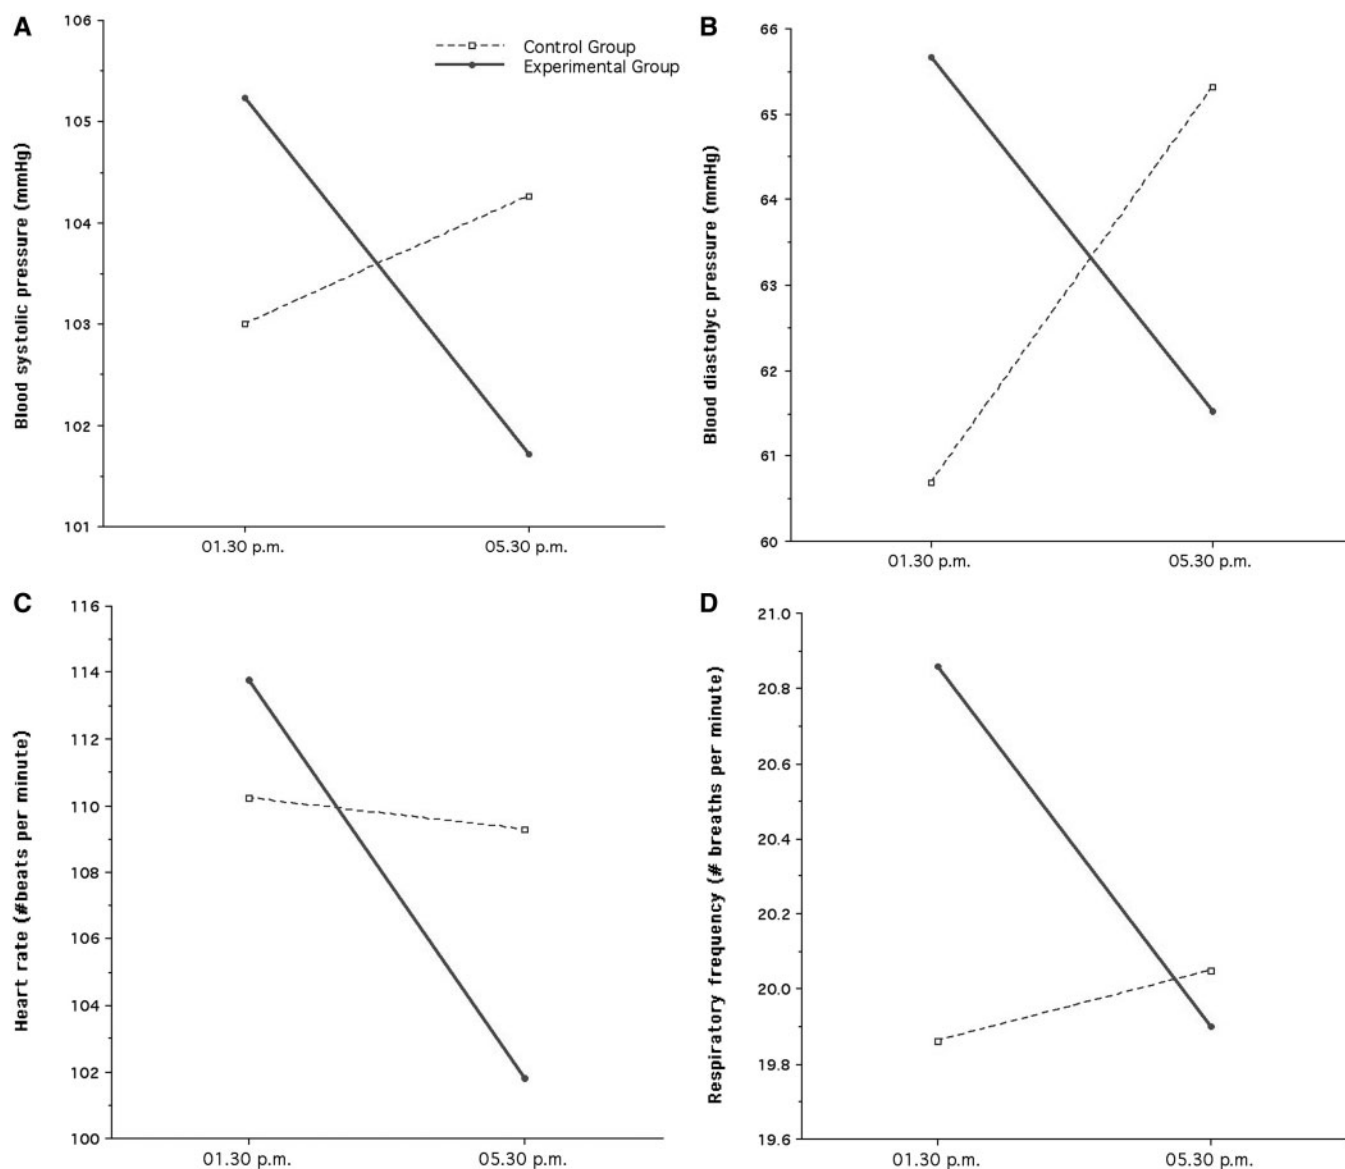 A
106
105
104
103
102
101
Blood systolic pressure (mmHg)
Control Group
Experimental Group
01.30 p.m.
05.30 p.m.
B
66
65
64
63
62
61
60
Blood diastolyc pressure (mmHg)
01.30 p.m.
05.30 p.m.
C
116
114
112
110
108
106
104
102
100
Heart rate (#beats per minute)
01.30 p.m.
05.30 p.m.
D
21.0
20.8
20.6
20.4
20.2
20.0
19.8
19.6
Respiratory frequency (# breaths per minute)
01.30 p.m.
05.30 p.m.